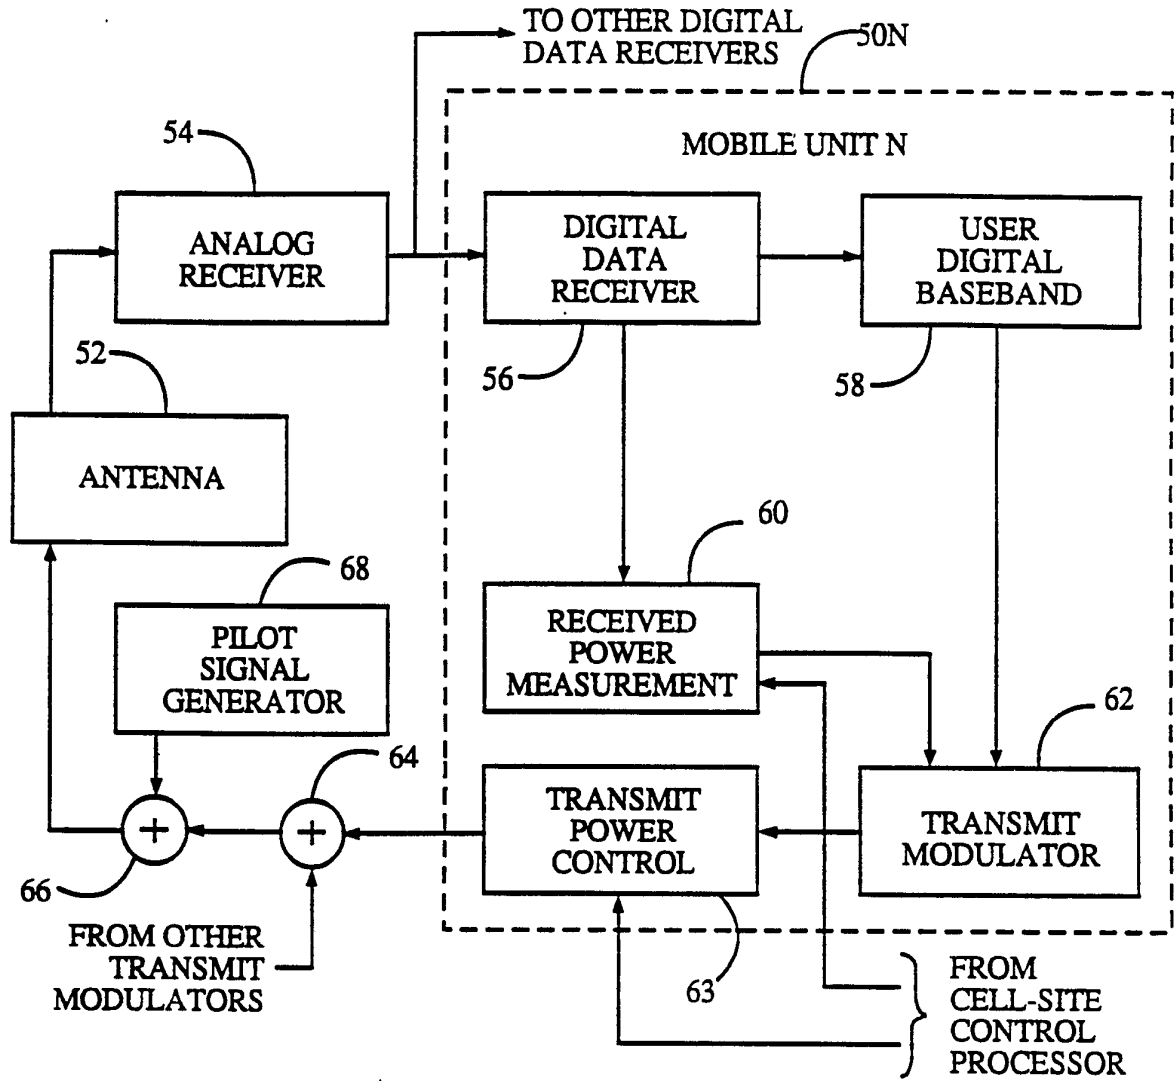 TO OTHER DIGITAL
DATA RECEIVERS
50N
MOBILE UNIT N
54
ANALOG
RECEIVER
DIGITAL
DATA
RECEIVER
USER
DIGITAL
BASEBAND
52
56
58
ANTENNA
60
68
PILOT
SIGNAL
GENERATOR
RECEIVED
POWER
MEASUREMENT
62
64
+
+
TRANSMIT
POWER
CONTROL
TRANSMIT
MODULATOR
66
FROM OTHER
TRANSMIT
MODULATORS
63
FROM
CELL-SITE
CONTROL
PROCESSOR